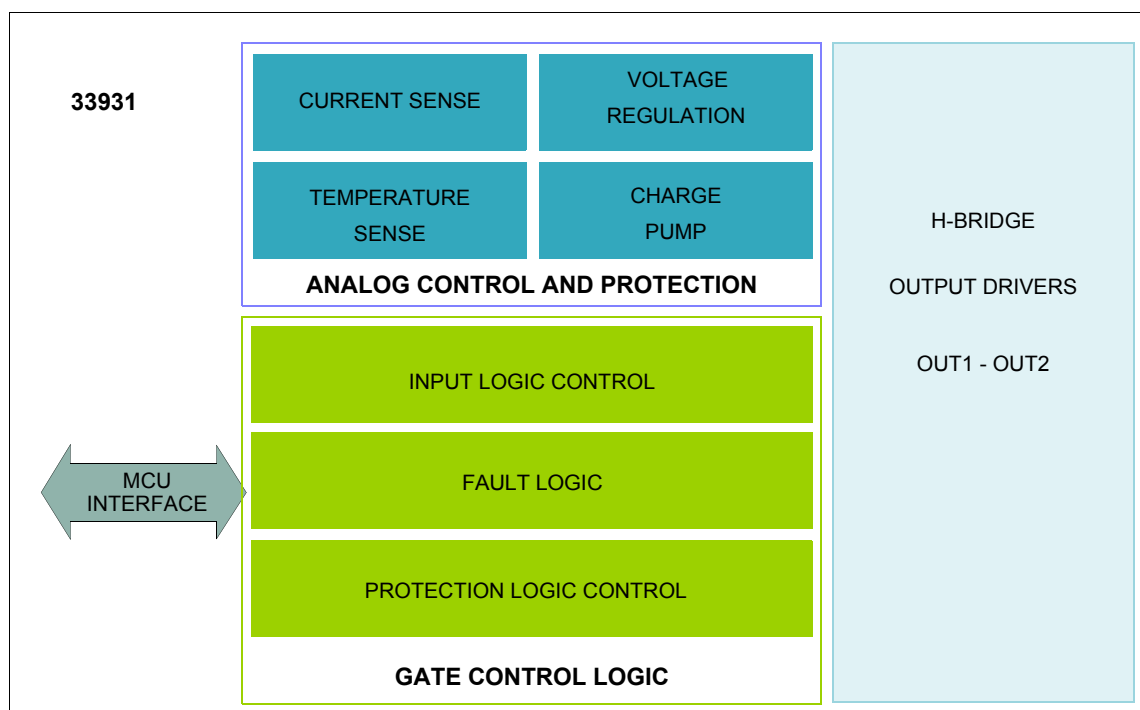 33931
CURRENT SENSE
VOLTAGE
REGULATION
TEMPERATURE
SENSE
CHARGE
PUMP
ANALOG CONTROL AND PROTECTION
INPUT LOGIC CONTROL
FAULT LOGIC
PROTECTION LOGIC CONTROL
GATE CONTROL LOGIC
MCU
INTERFACE
H-BRIDGE
OUTPUT DRIVERS
OUT1 - OUT2